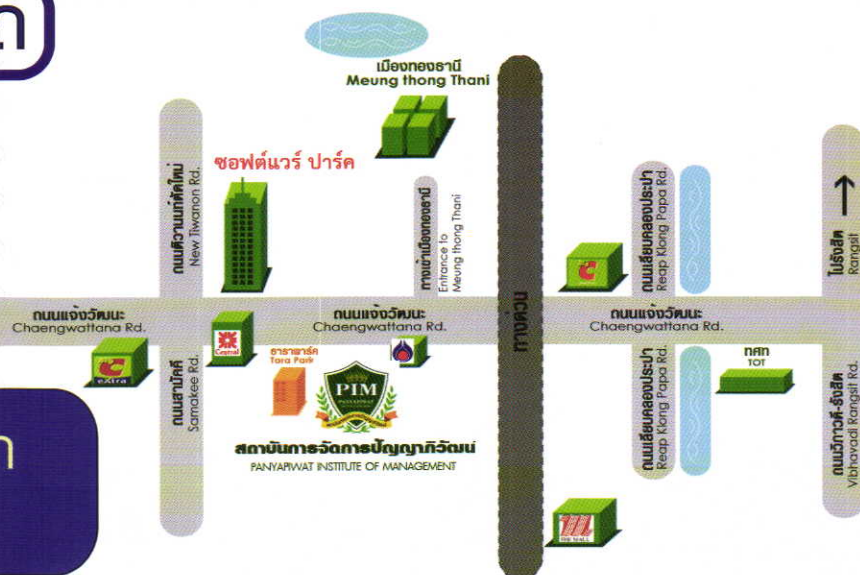 เมืองทองธานี
Meung thong Thani
ซอฟต์แวร์ ปาร์ค
ถนนติวานนท์ตัดใหม่
New Tiwanon Rd.
ทางเข้าเมืองทองธานี
Entrance to
Meung thong Thani
ถนนเลียบคลองประปา
Reap Klong Papa Rd.
ไปรังสิต
Rangsit
ถนนแจ้งวัฒนะ
Chaengwattana Rd.
ถนนแจ้งวัฒนะ
Chaengwattana Rd.
ทางด่วน
ถนนแจ้งวัฒนะ
Chaengwattana Rd.
C
C
eXtra
Central
ถนนสามัคคี
Samakee Rd.
ธาราพาร์ค
Tara Park
PIM
PANYAPIWAT
สถาบันการจัดการปัญญาภิวัฒน์
PANYAPIWAT INSTITUTE OF MANAGEMENT
ถนนเลียบคลองประปา
Reap Klong Papa Rd.
ทศท
TOT
ถนนวิภาวดี-รังสิต
Vibhavadi Rangsit Rd.
THE MALL